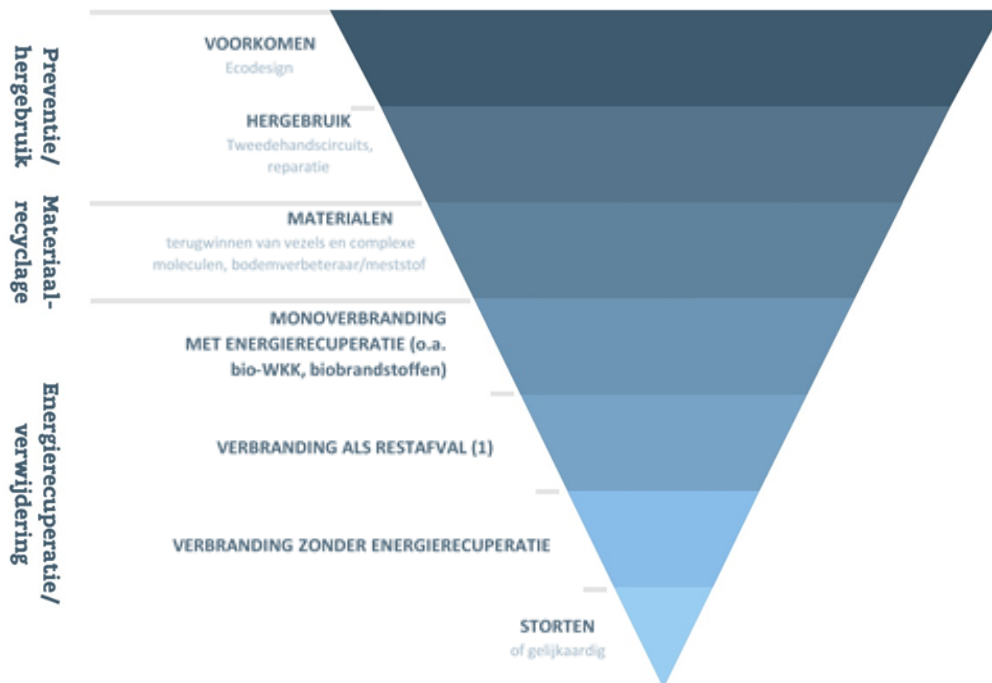 Preventie/
hergebruik
VOORKOMEN
Ecodesign
HERGEBRUIK
Tweedehandscircuits,
reparatie
Materiaal-
recyclage
MATERIALEN
terugwinnen van vezels en complexe
moleculen, bodemverbeteraar/meststof
Energierecuperatie/
verwijdering
MONOVERBRANDING
MET ENERGIERECUPERATIE (o.a.
bio-WKK, biobrandstoffen)
VERBRANDING ALS RESTAFVAL (1)
VERBRANDING ZONDER ENERGIERECUPERATIE
STORTEN
of gelijkaardig